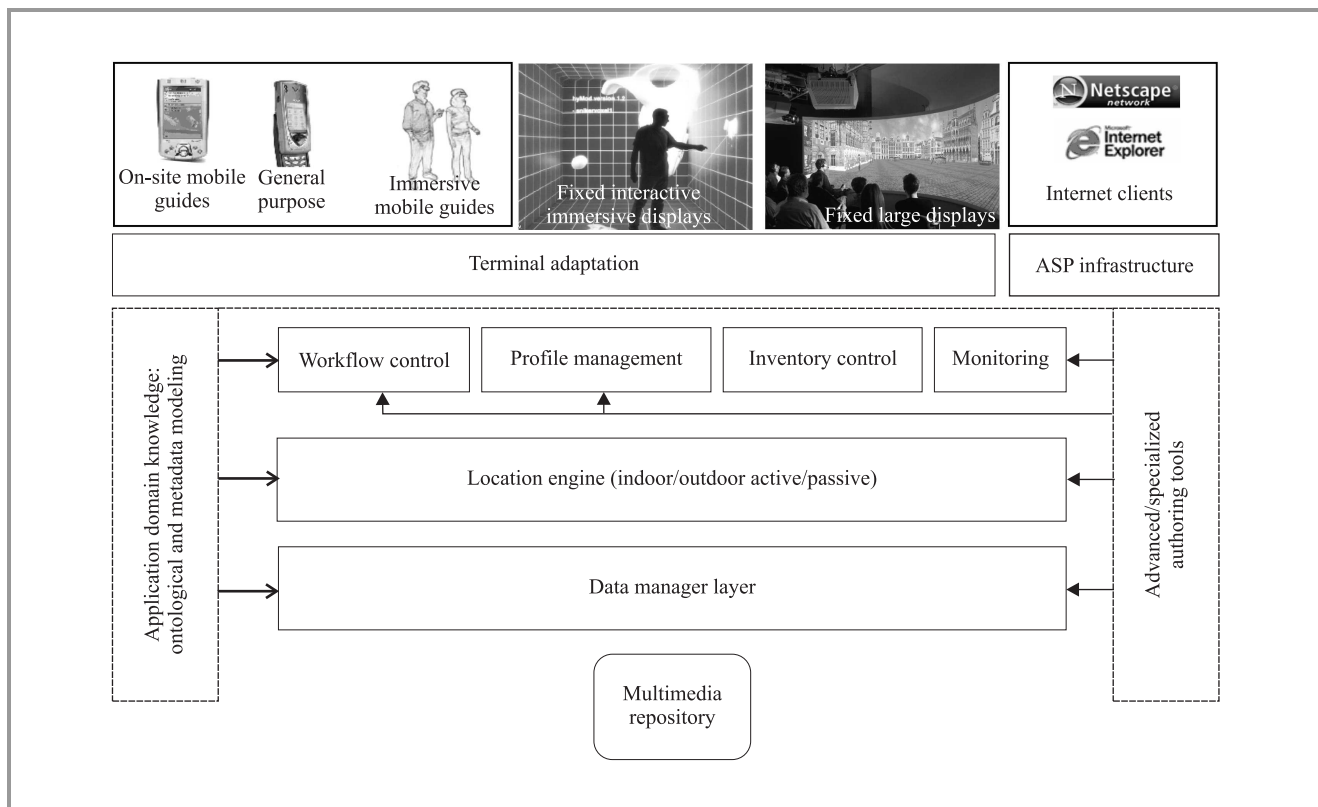 On-site mobile
guides
General
purpose
Immersive
mobile guides
Fixed interactive
immersive displays
Fixed large displays
N
Netscape
network
Microsoft
Internet
Explorer
Internet clients
Terminal adaptation
ASP infrastructure
Application domain knowledge:
ontological and metadata modeling
Workflow control
Profile management
Inventory control
Monitoring
Location engine (indoor/outdoor active/passive)
Data manager layer
Multimedia
repository
Advanced/specialized
authoring tools